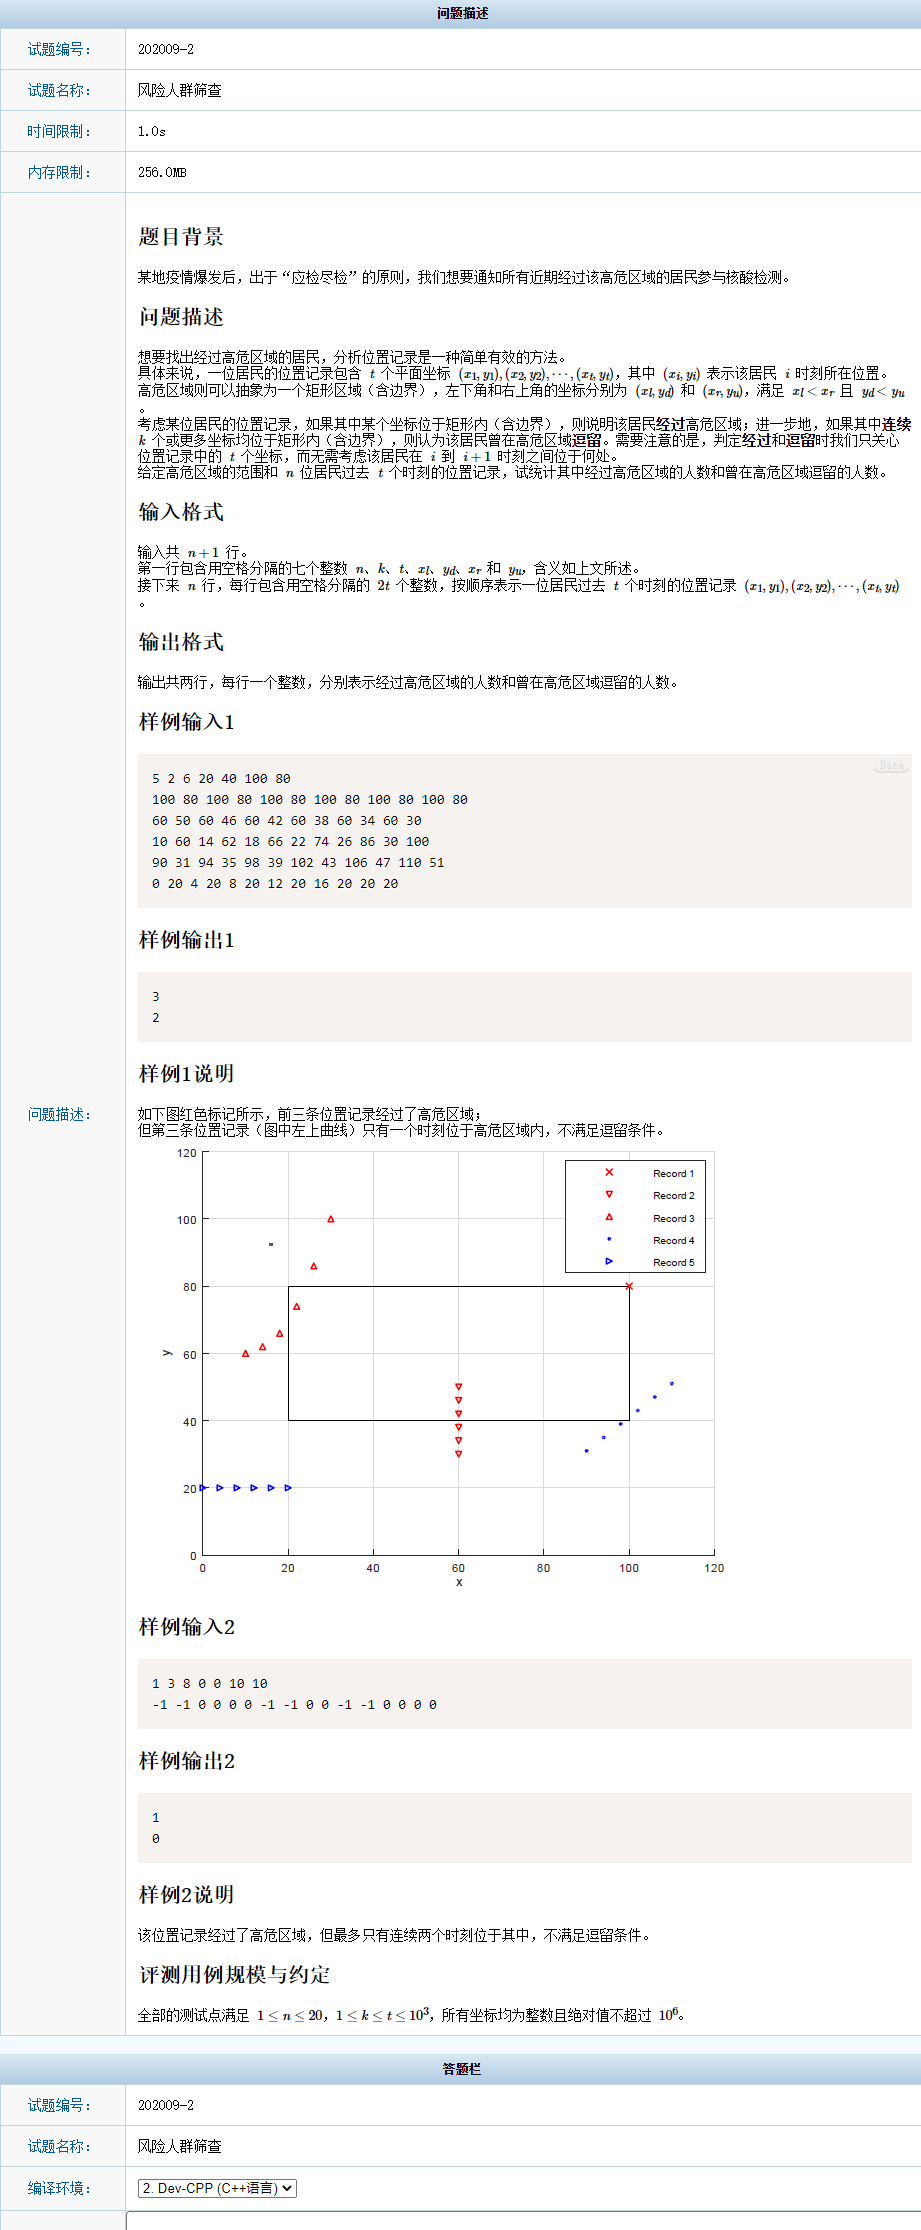 问题描述
试题编号： 202009-2
试题名称： 风险人群筛查
时间限制： 1.0s
内存限制： 256.0MB
问题描述：
题目背景
某地疫情爆发后，出于“应检尽检”的原则，我们想要通知所有近期经过该高危区域的居民参与核酸检测。
问题描述
想要找出经过高危区域的居民，分析位置记录是一种简单有效的方法。
具体来说，一位居民的位置记录包含 t 个平面坐标 (x₁, y₁), (x₂, y₂), ⋯, (xₜ, yₜ)，其中 (xᵢ, yᵢ) 表示该居民 i 时刻所在位置。
高危区域则可以抽象为一个矩形区域（含边界），左下角和右上角的坐标分别为 (xl, yd) 和 (xr, yu)，满足 xl < xr 且 yd < yu
。
考虑某位居民的位置记录，如果其中某个坐标位于矩形内（含边界），则说明该居民经过高危区域；进一步地，如果其中连续
k 个或更多坐标均位于矩形内（含边界），则认为该居民曾在高危区域逗留。需要注意的是，判定经过和逗留时我们只关心
位置记录中的 t 个坐标，而无需考虑该居民在 i 到 i + 1 时刻之间位于何处。
给定高危区域的范围和 n 位居民过去 t 个时刻的位置记录，试统计其中经过高危区域的人数和曾在高危区域逗留的人数。
输入格式
输入共 n + 1 行。
第一行包含用空格分隔的七个整数 n、k、t、xl、yd、xr 和 yu，含义如上文所述。
接下来 n 行，每行包含用空格分隔的 2t 个整数，按顺序表示一位居民过去 t 个时刻的位置记录 (x₁, y₁), (x₂, y₂), ⋯, (xₜ, yₜ)
。
输出格式
输出共两行，每行一个整数，分别表示经过高危区域的人数和曾在高危区域逗留的人数。
样例输入1
Data
5 2 6 20 40 100 80
100 80 100 80 100 80 100 80 100 80 100 80
60 50 60 46 60 42 60 38 60 34 60 30
10 60 14 62 18 66 22 74 26 86 30 100
90 31 94 35 98 39 102 43 106 47 110 51
0 20 4 20 8 20 12 20 16 20 20 20
样例输出1
3
2
样例1说明
如下图红色标记所示，前三条位置记录经过了高危区域；
但第三条位置记录（图中左上曲线）只有一个时刻位于高危区域内，不满足逗留条件。
120
100
80
60
40
20
0
y
Record 1
Record 2
Record 3
Record 4
Record 5
0 20 40 60 80 100 120
x
样例输入2
1 3 8 0 0 10 10
-1 -1 0 0 0 0 -1 -1 0 0 -1 -1 0 0 0 0
样例输出2
1
0
样例2说明
该位置记录经过了高危区域，但最多只有连续两个时刻位于其中，不满足逗留条件。
评测用例规模与约定
全部的测试点满足 1 ≤ n ≤ 20，1 ≤ k ≤ t ≤ 10³，所有坐标均为整数且绝对值不超过 10⁶。
答题栏
试题编号： 202009-2
试题名称： 风险人群筛查
编译环境： 2. Dev-CPP (C++语言)